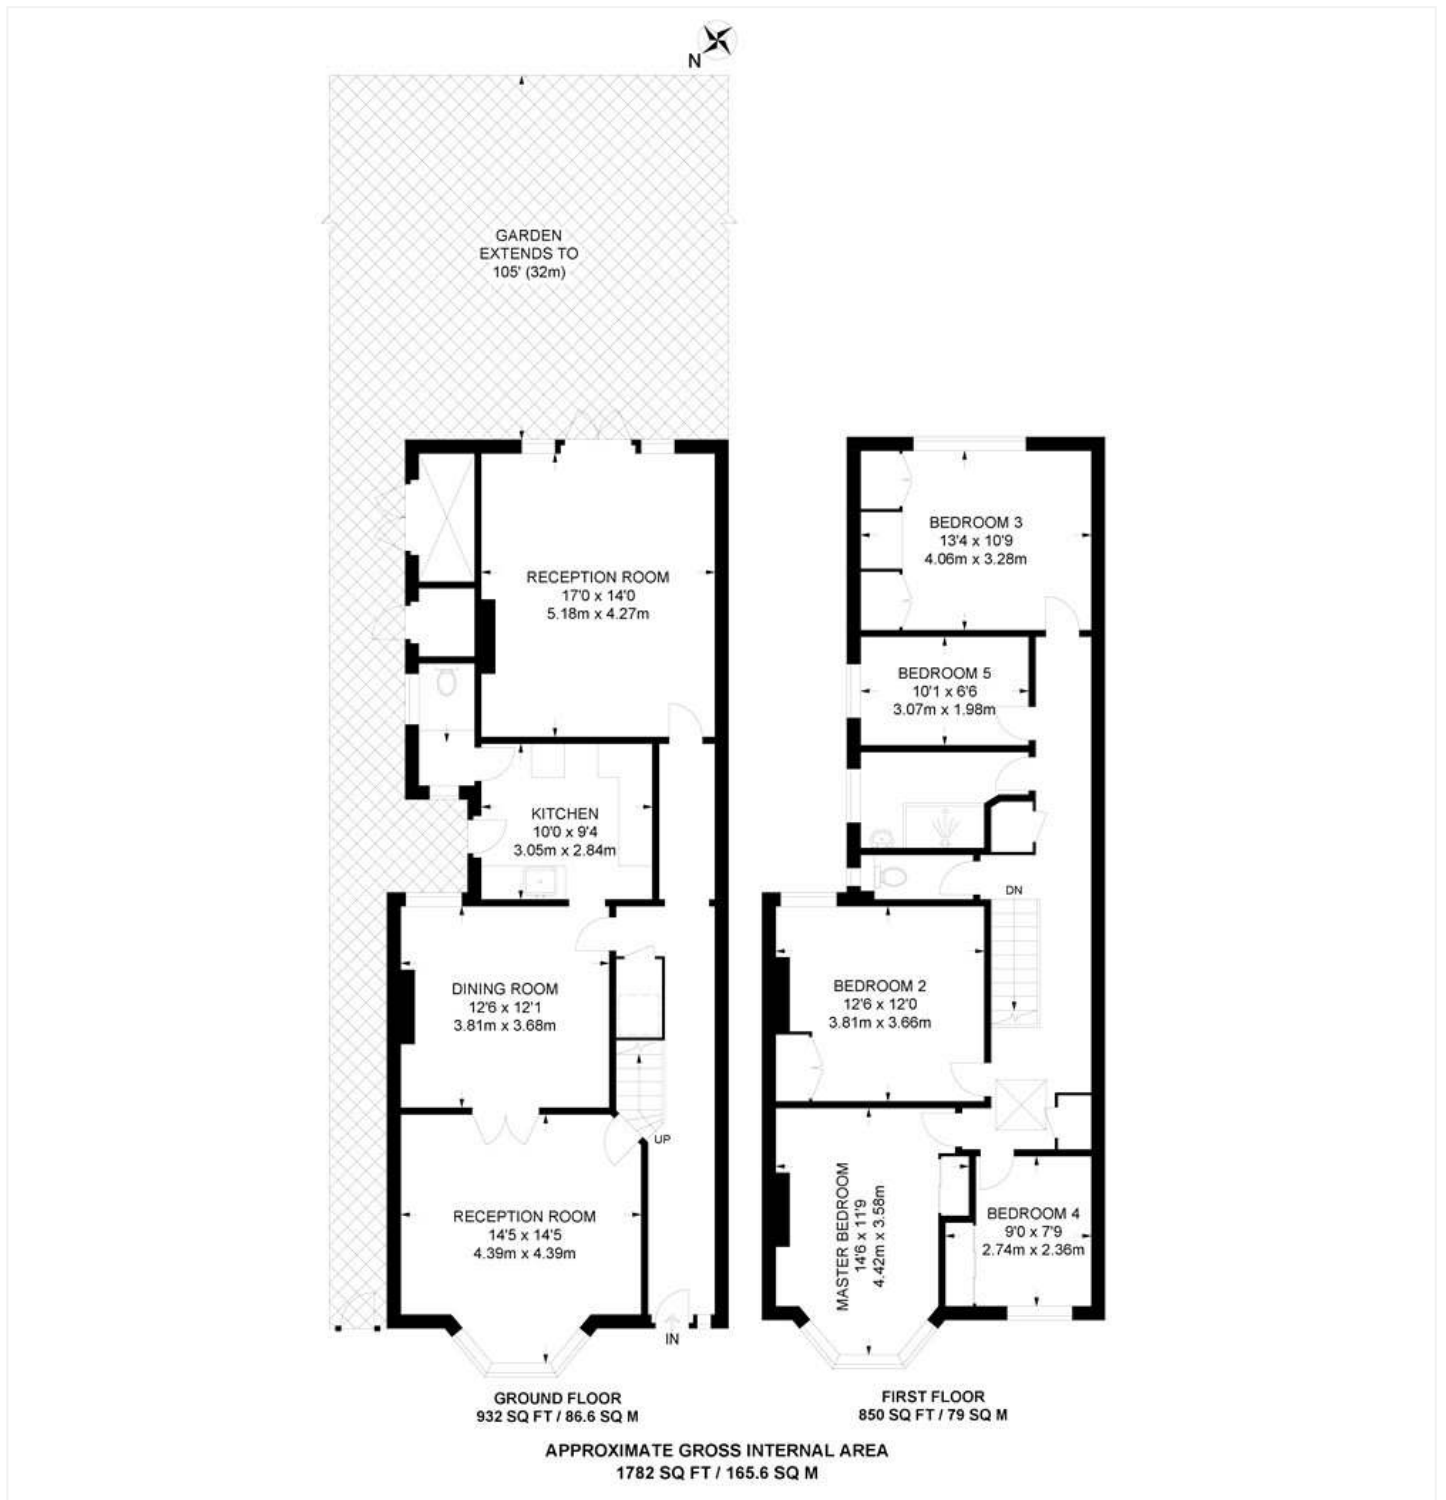 N
GARDEN
EXTENDS TO
105' (32m)
RECEPTION ROOM
17'0 x 14'0
5.18m x 4.27m
KITCHEN
10'0 x 9'4
3.05m x 2.84m
DINING ROOM
12'6 x 12'1
3.81m x 3.68m
UP
RECEPTION ROOM
14'5 x 14'5
4.39m x 4.39m
IN
GROUND FLOOR
932 SQ FT / 86.6 SQ M
BEDROOM 3
13'4 x 10'9
4.06m x 3.28m
BEDROOM 5
10'1 x 6'6
3.07m x 1.98m
DN
BEDROOM 2
12'6 x 12'0
3.81m x 3.66m
MASTER BEDROOM
14'6 x 11'9
4.42m x 3.58m
BEDROOM 4
9'0 x 7'9
2.74m x 2.36m
FIRST FLOOR
850 SQ FT / 79 SQ M
APPROXIMATE GROSS INTERNAL AREA
1782 SQ FT / 165.6 SQ M